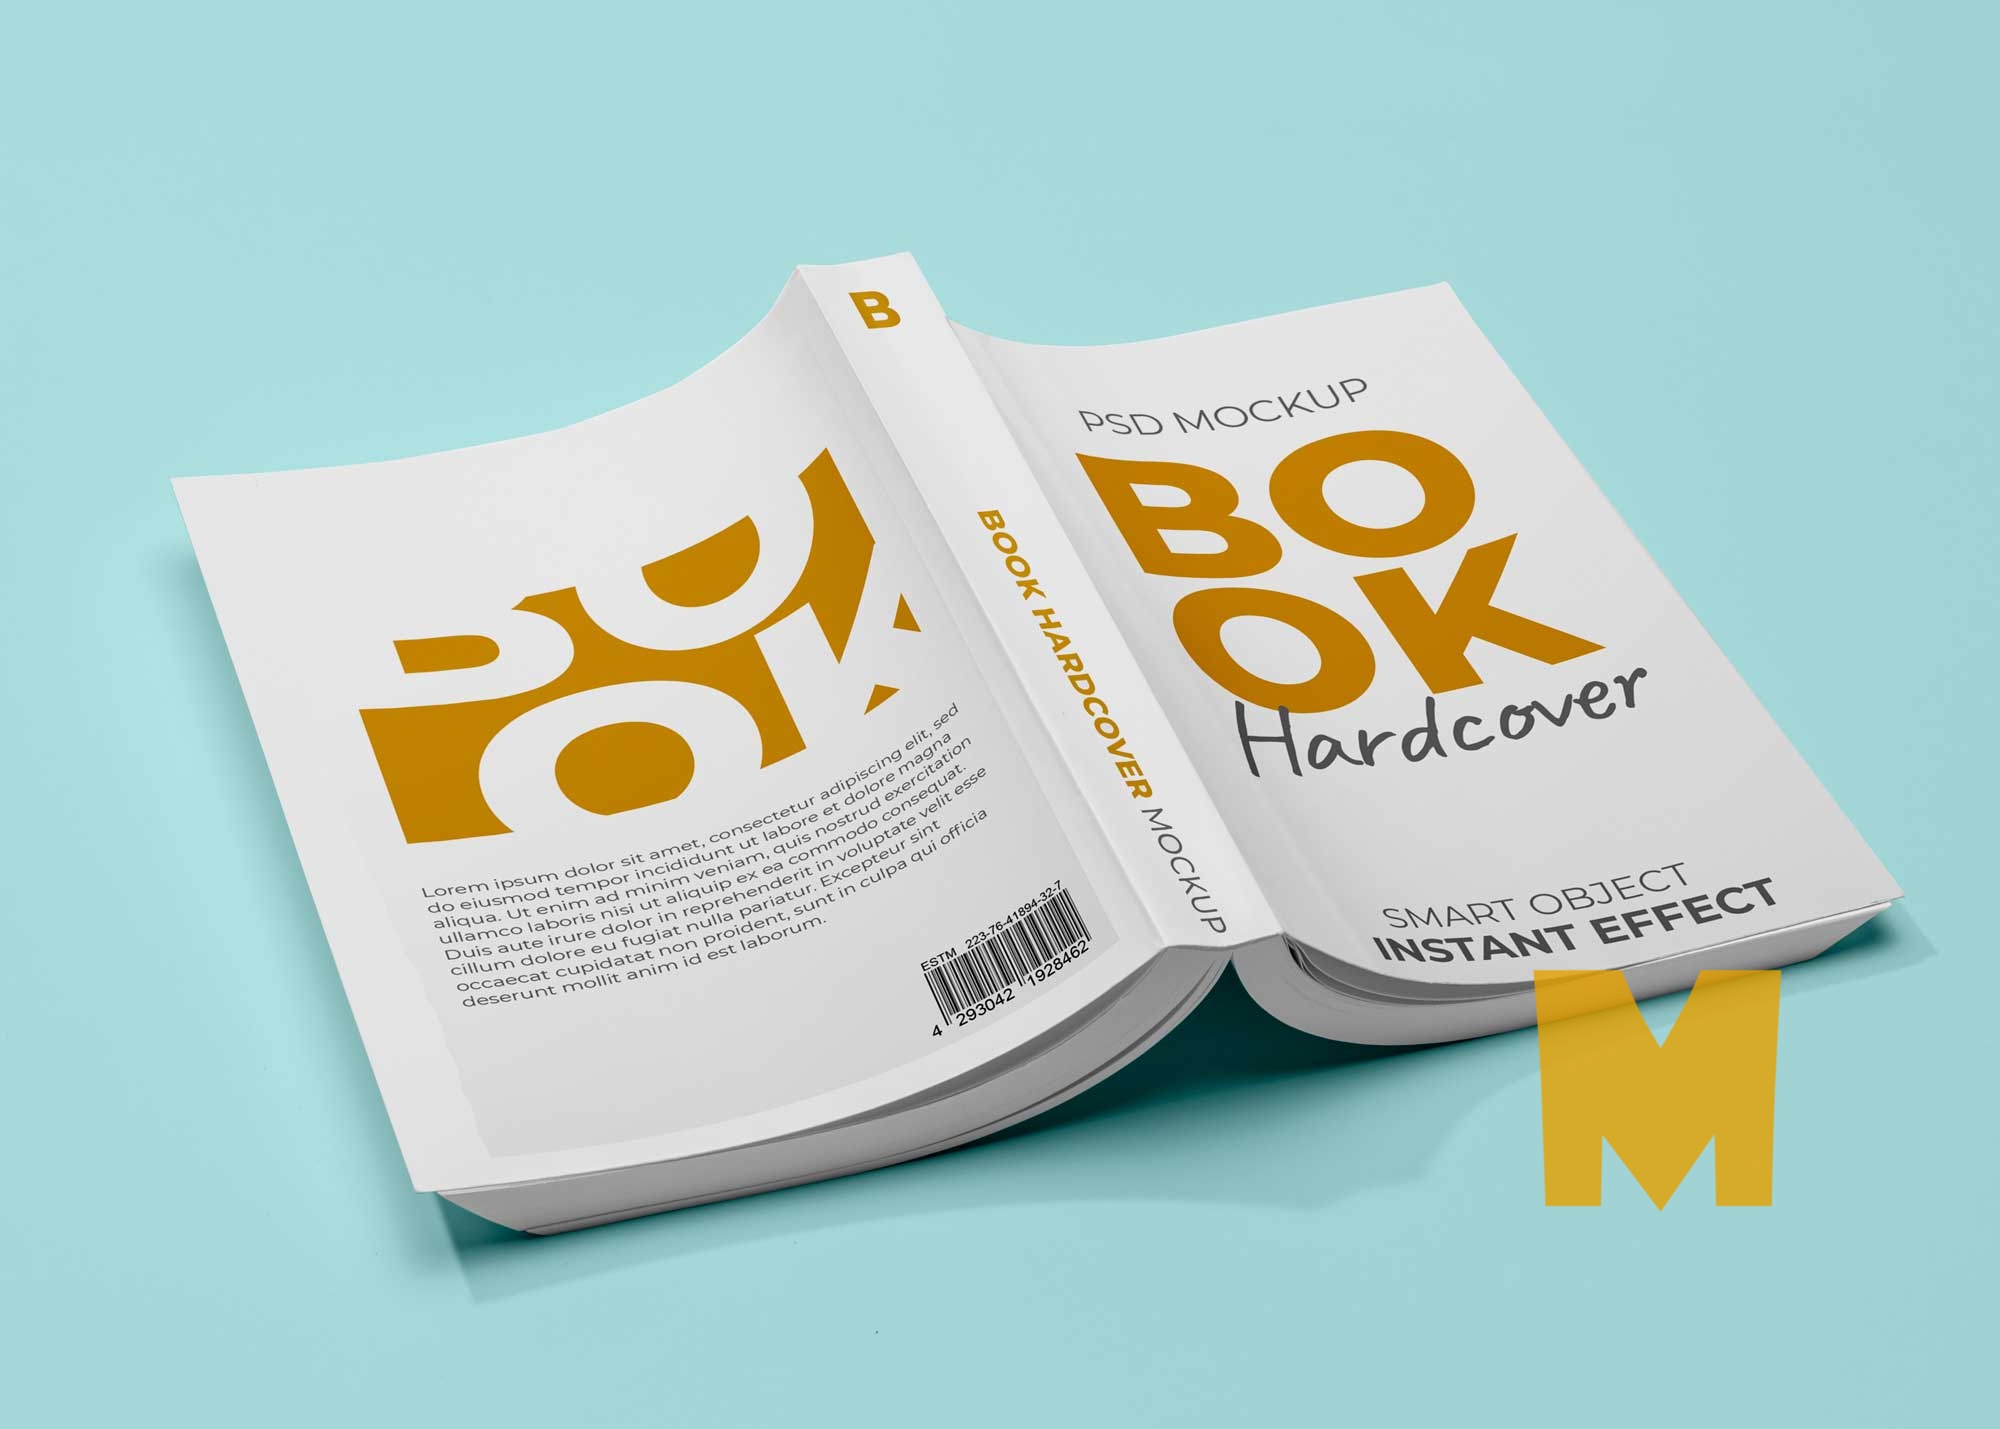 B
BOOK HARDCOVER MOCKUP
PSD MOCKUP
BO
OK
Hardcover
SMART OBJECT
INSTANT EFFECT
BO
OK
Lorem ipsum dolor sit amet, consectetur adipiscing elit, sed
do eiusmod tempor incididunt ut labore et dolore magna
aliqua. Ut enim ad minim veniam, quis nostrud exercitation
ullamco laboris nisi ut aliquip ex ea commodo consequat.
Duis aute irure dolor in reprehenderit in voluptate velit esse
cillum dolore eu fugiat nulla pariatur. Excepteur sint
occaecat cupidatat non proident, sunt in culpa qui officia
deserunt mollit anim id est laborum.
ESTM 223-76-41894-32-7
4 293042 1928462
M